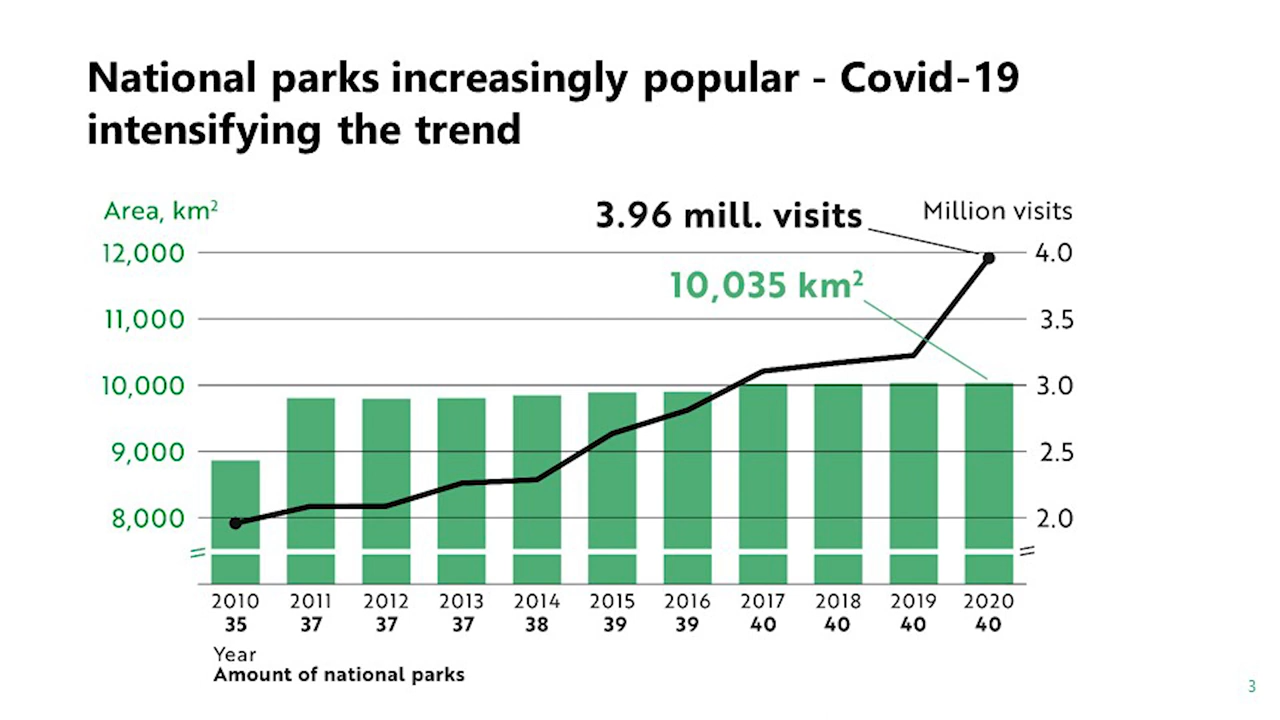 National parks increasingly popular - Covid-19
intensifying the trend
Area, km²
3.96 mill. visits
Million visits
12,000
4.0
10,035 km²
11,000
3.5
10,000
3.0
9,000
2.5
8,000
2.0
2010 2011 2012 2013 2014 2015 2016 2017 2018 2019 2020
35 37 37 37 38 39 39 40 40 40 40
Year
Amount of national parks
3